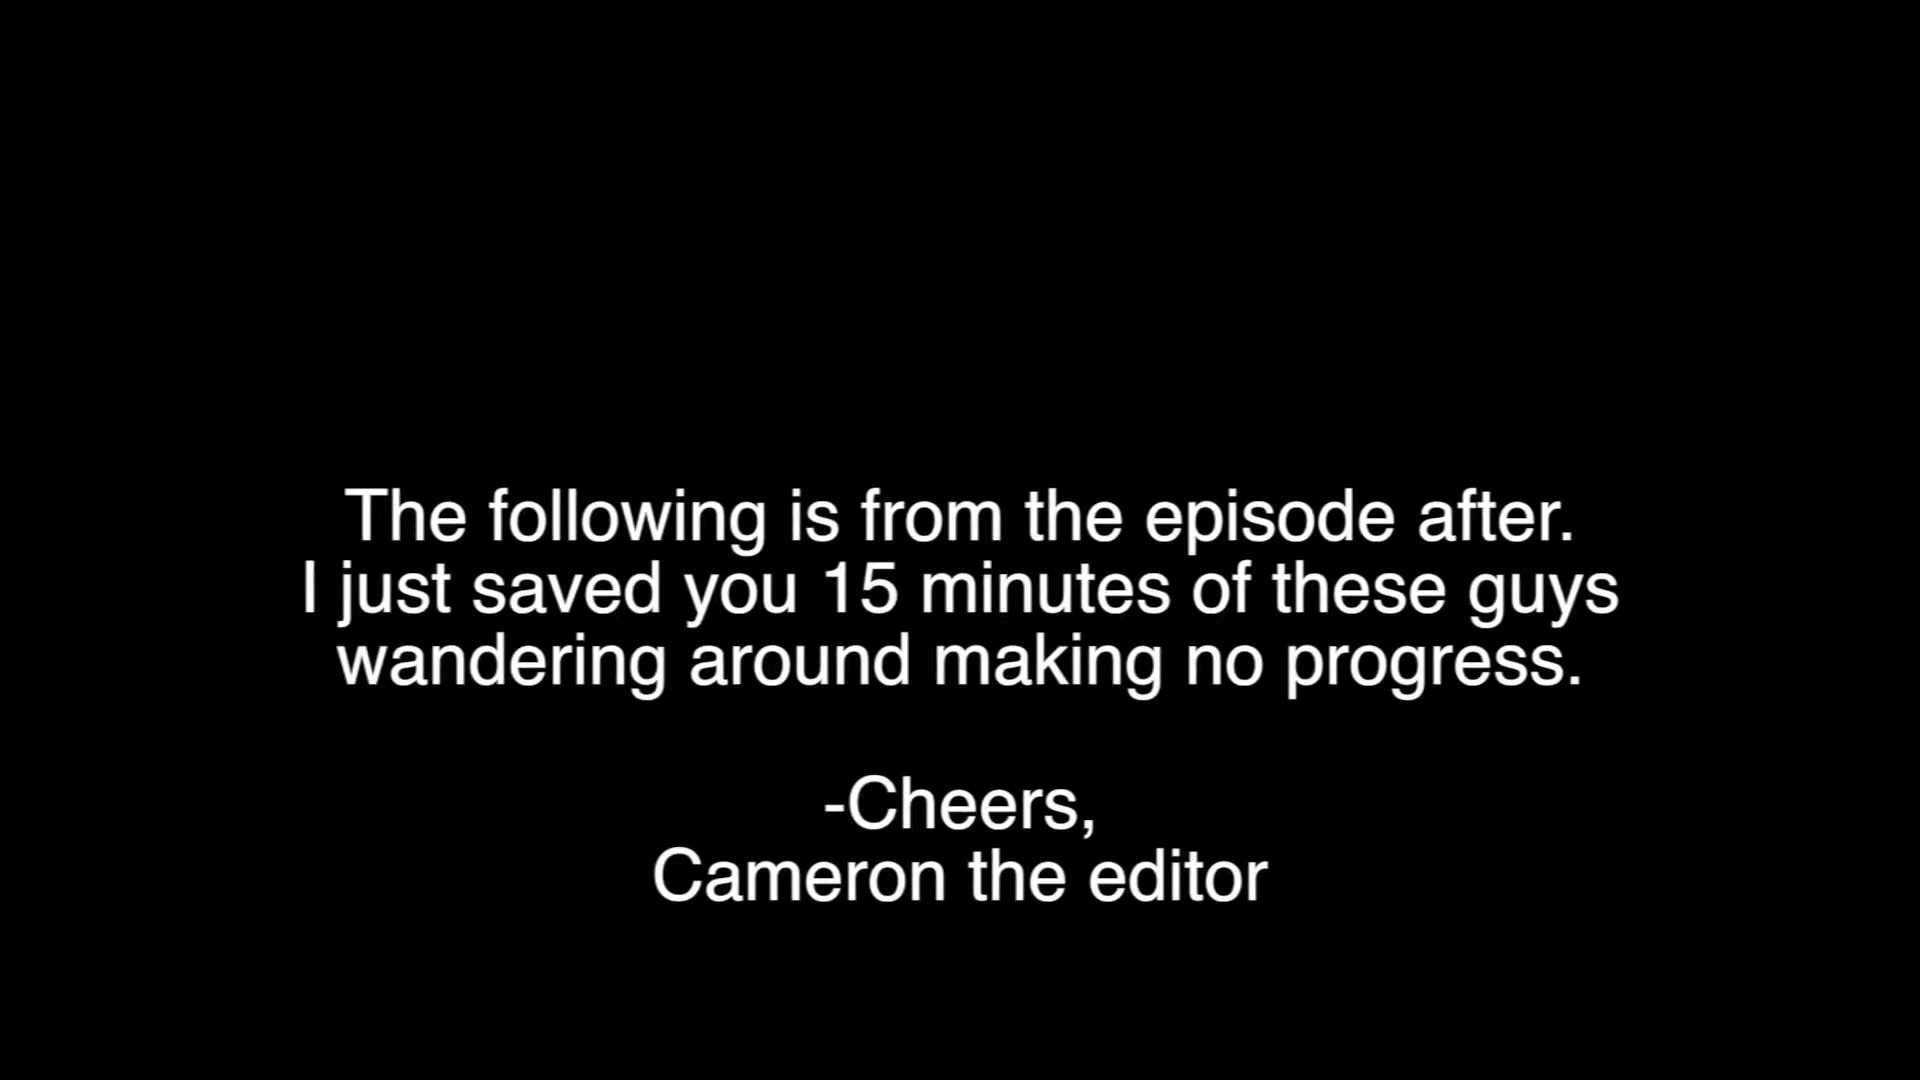 The following is from the episode after.
I just saved you 15 minutes of these guys
wandering around making no progress.
-Cheers,
Cameron the editor